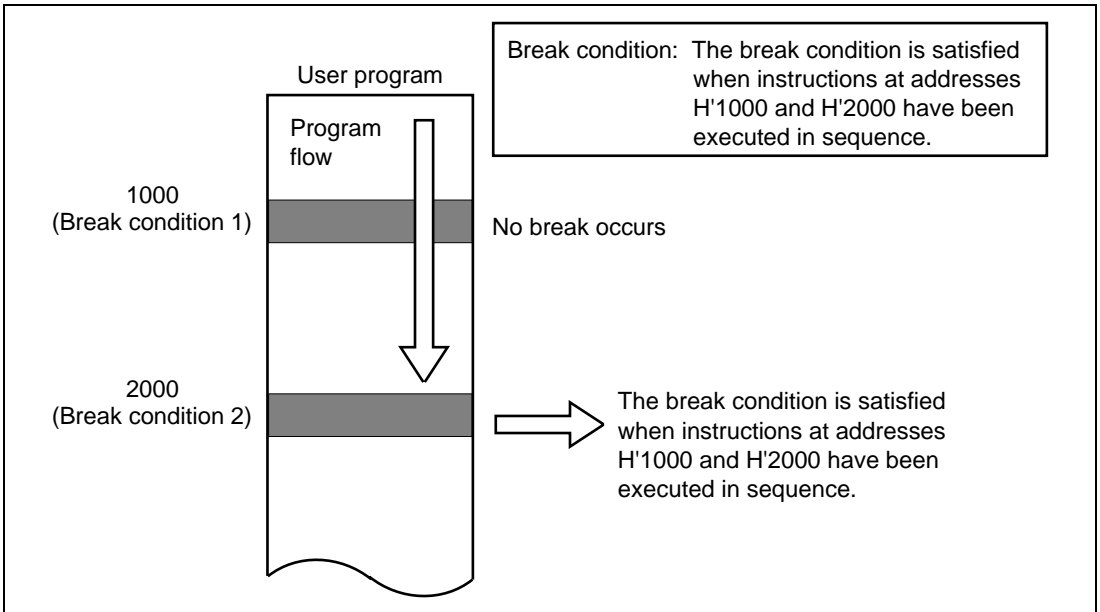 Break condition: The break condition is satisfied
when instructions at addresses
H'1000 and H'2000 have been
executed in sequence.
User program
Program
flow
1000
(Break condition 1)
No break occurs
2000
(Break condition 2)
The break condition is satisfied
when instructions at addresses
H'1000 and H'2000 have been
executed in sequence.